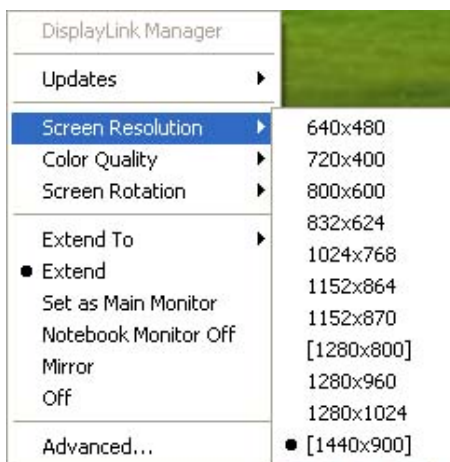 DisplayLink Manager
Updates
Screen Resolution
Color Quality
Screen Rotation
Extend To
Extend
Set as Main Monitor
Notebook Monitor Off
Mirror
Off
Advanced...
640x480
720x400
800x600
832x624
1024x768
1152x864
1152x870
[1280x800]
1280x960
1280x1024
[1440x900]